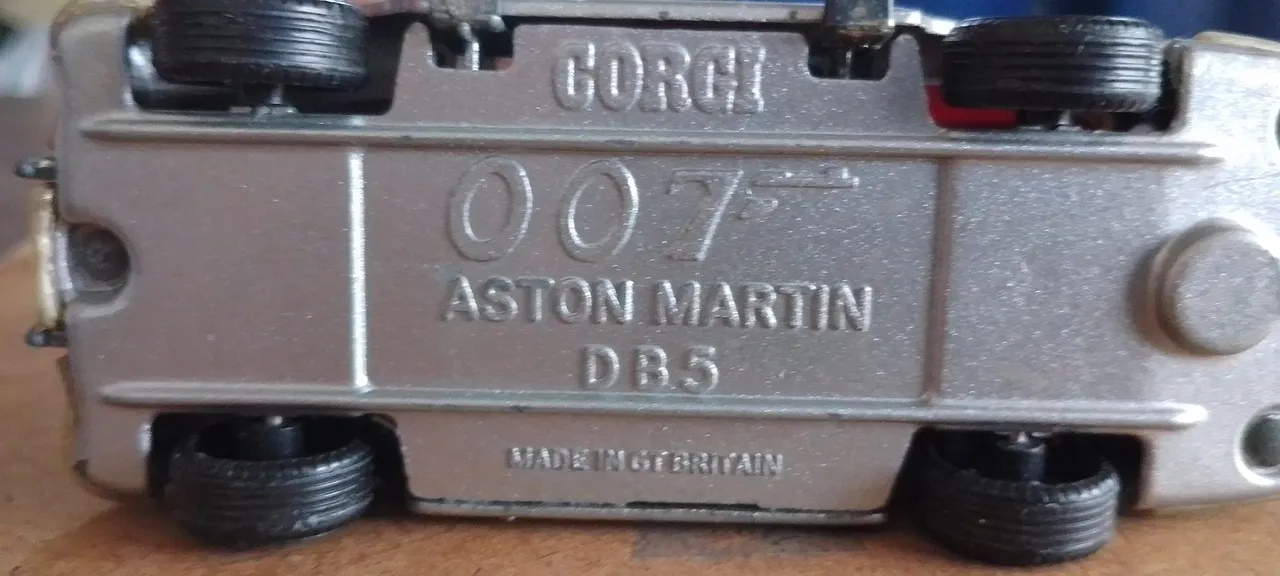 CORGI
007
ASTON MARTIN
DB5
MADE IN GT BRITAIN